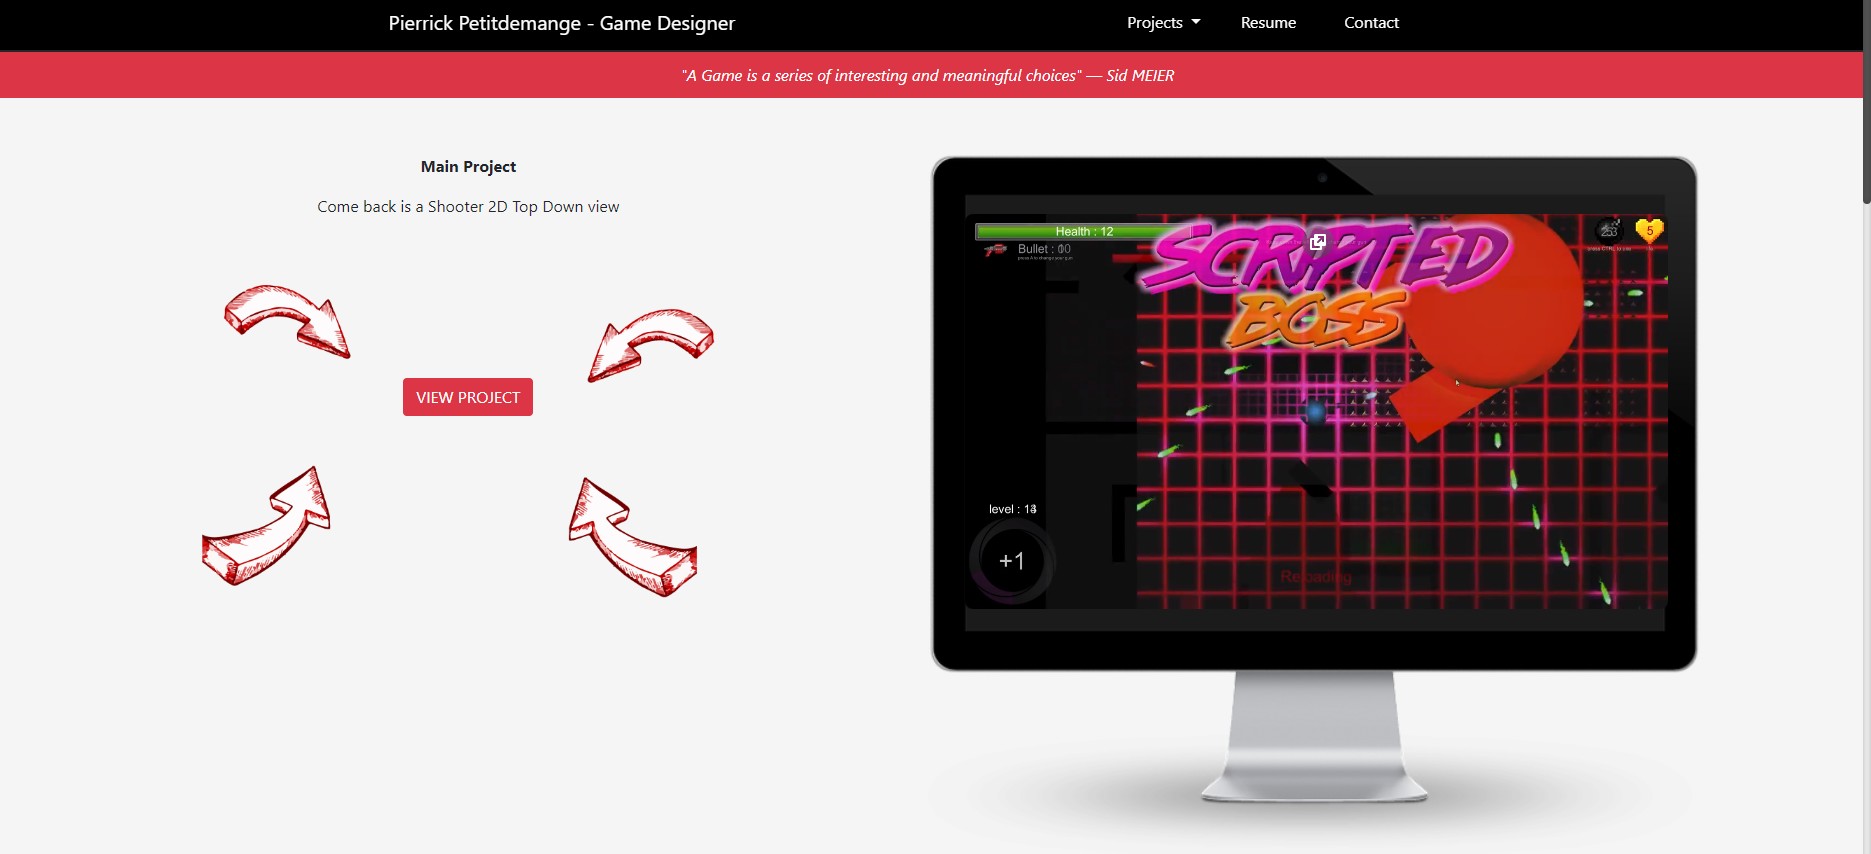 Pierrick Petitdemange - Game Designer
Projects
Resume
Contact
"A Game is a series of interesting and meaningful choices" — Sid MEIER
Main Project
Come back is a Shooter 2D Top Down view
VIEW PROJECT
Health : 12
Bullet :
SCRIPTED
BOSS
5
level :
+1
Reloading